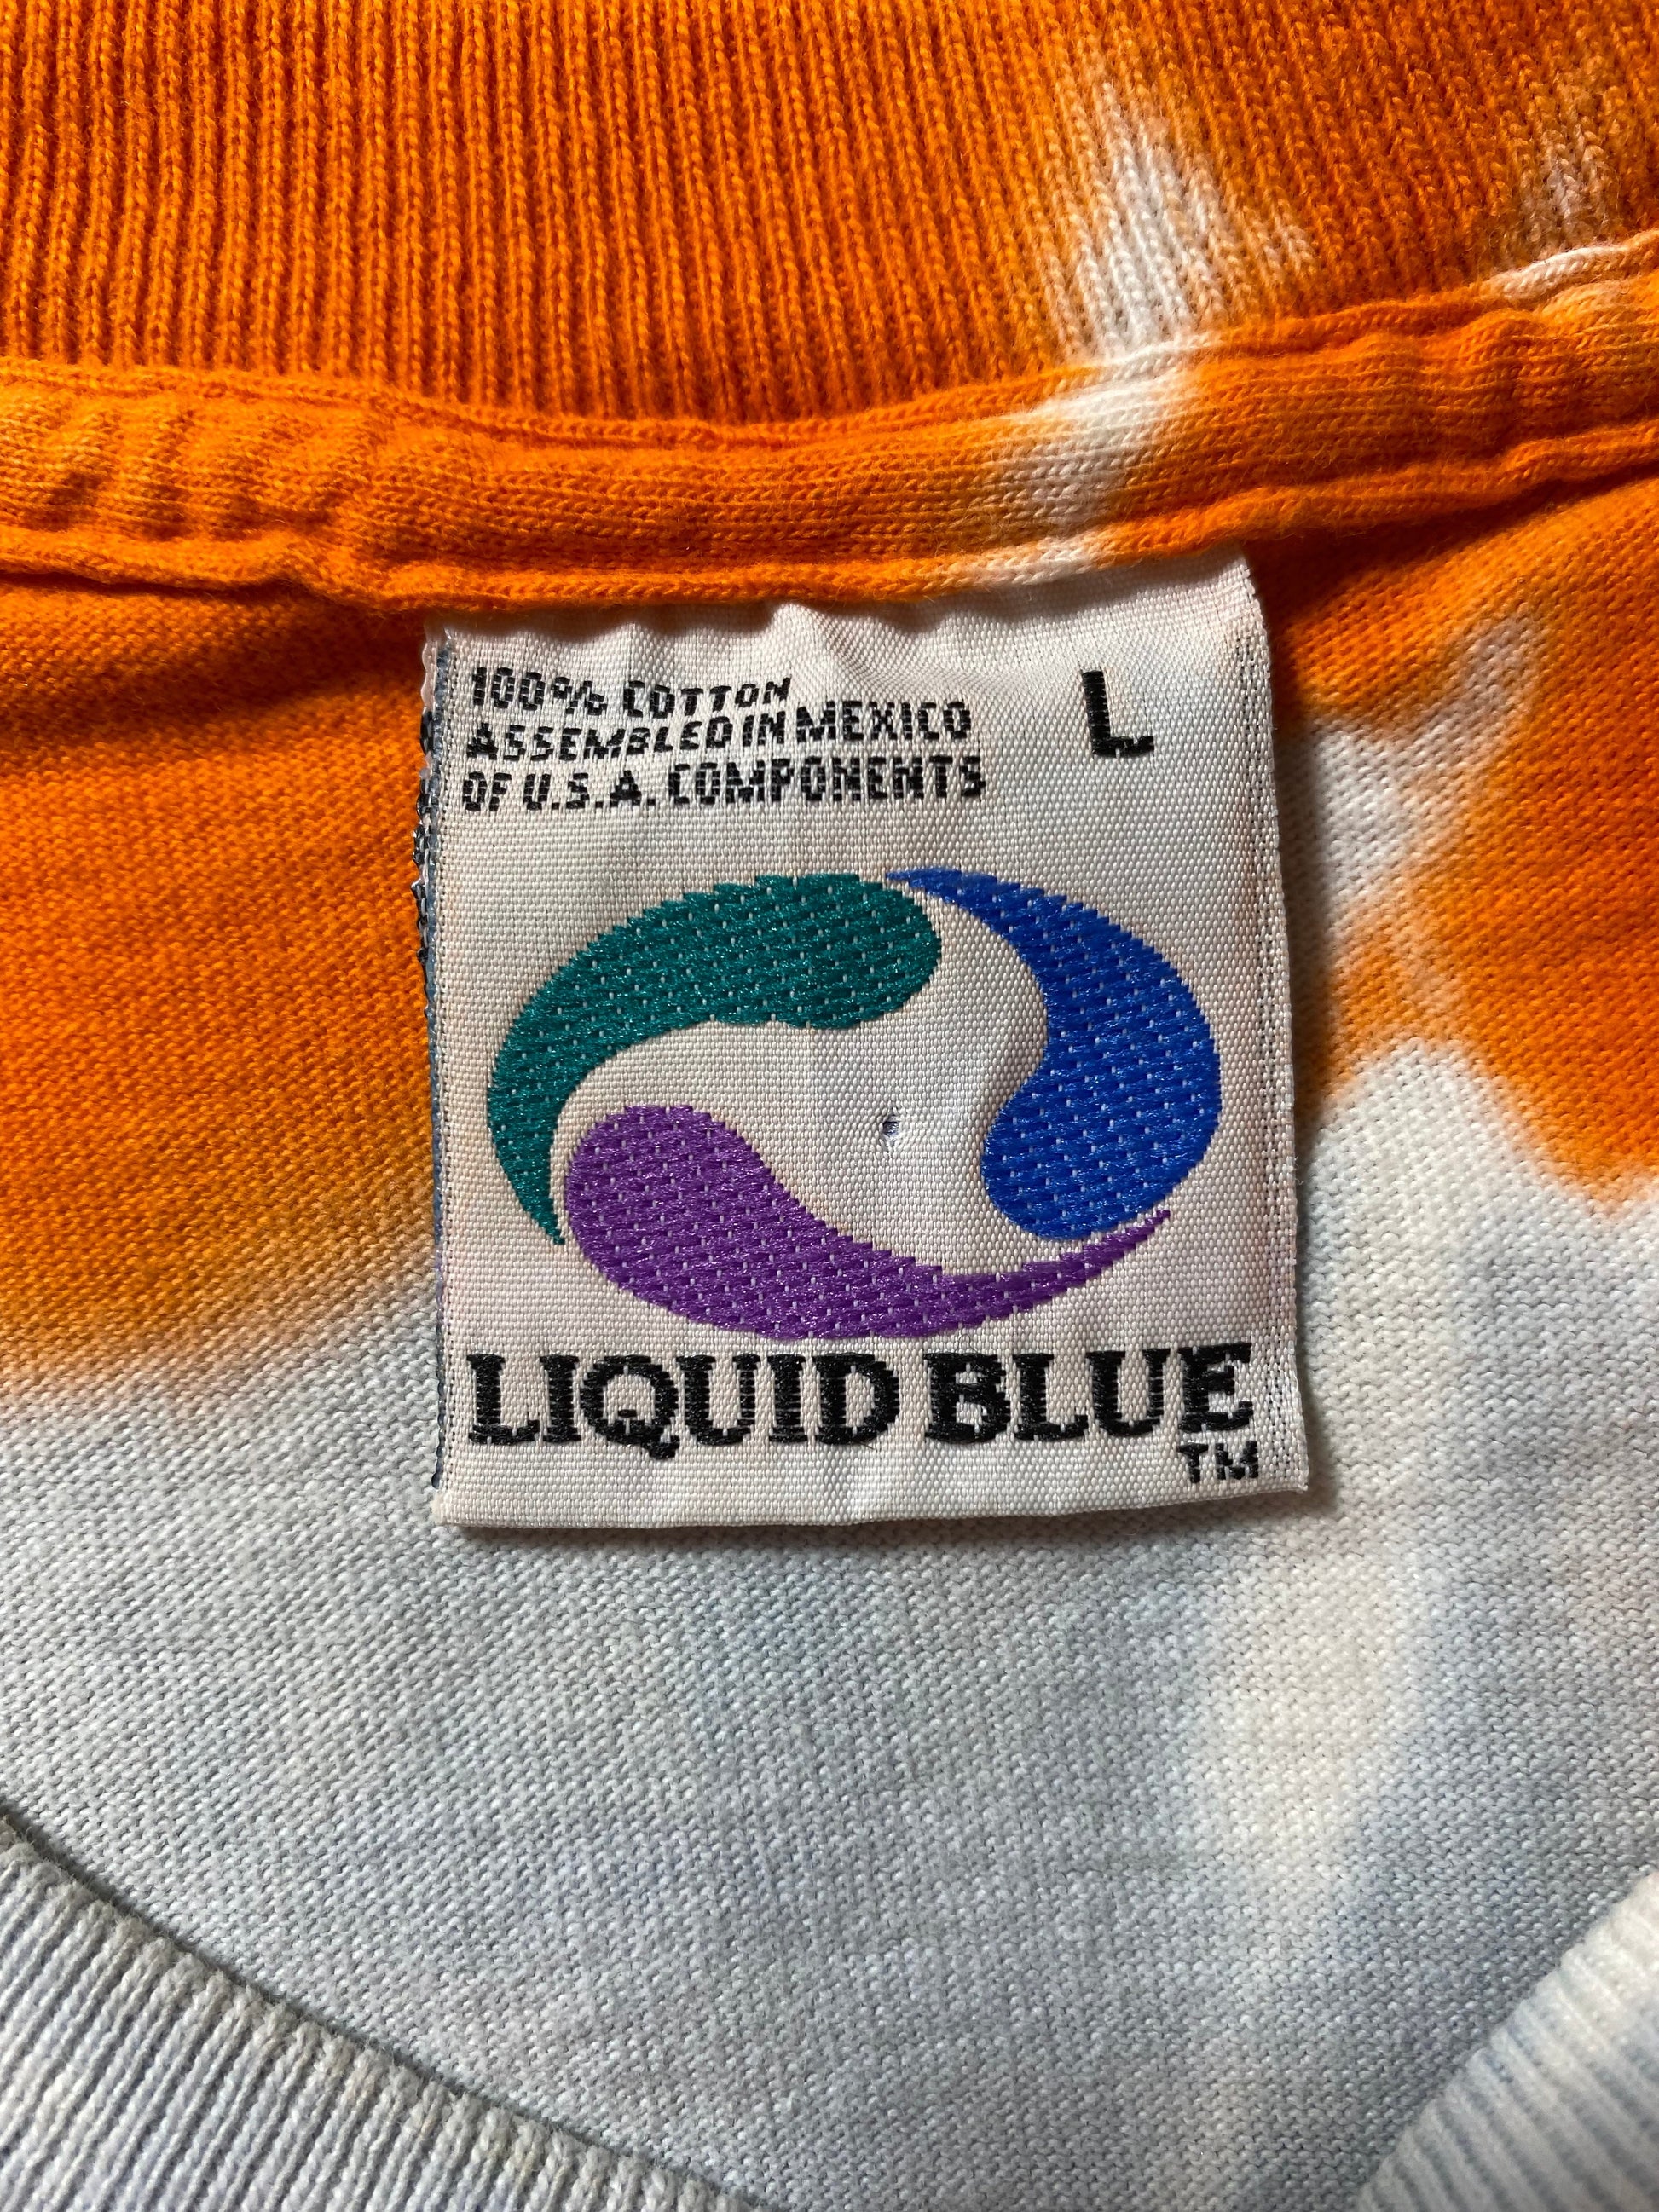 100% COTTON
ASSEMBLED IN MEXICO
OF U.S.A. COMPONENTS
L
LIQUID BLUE
TM